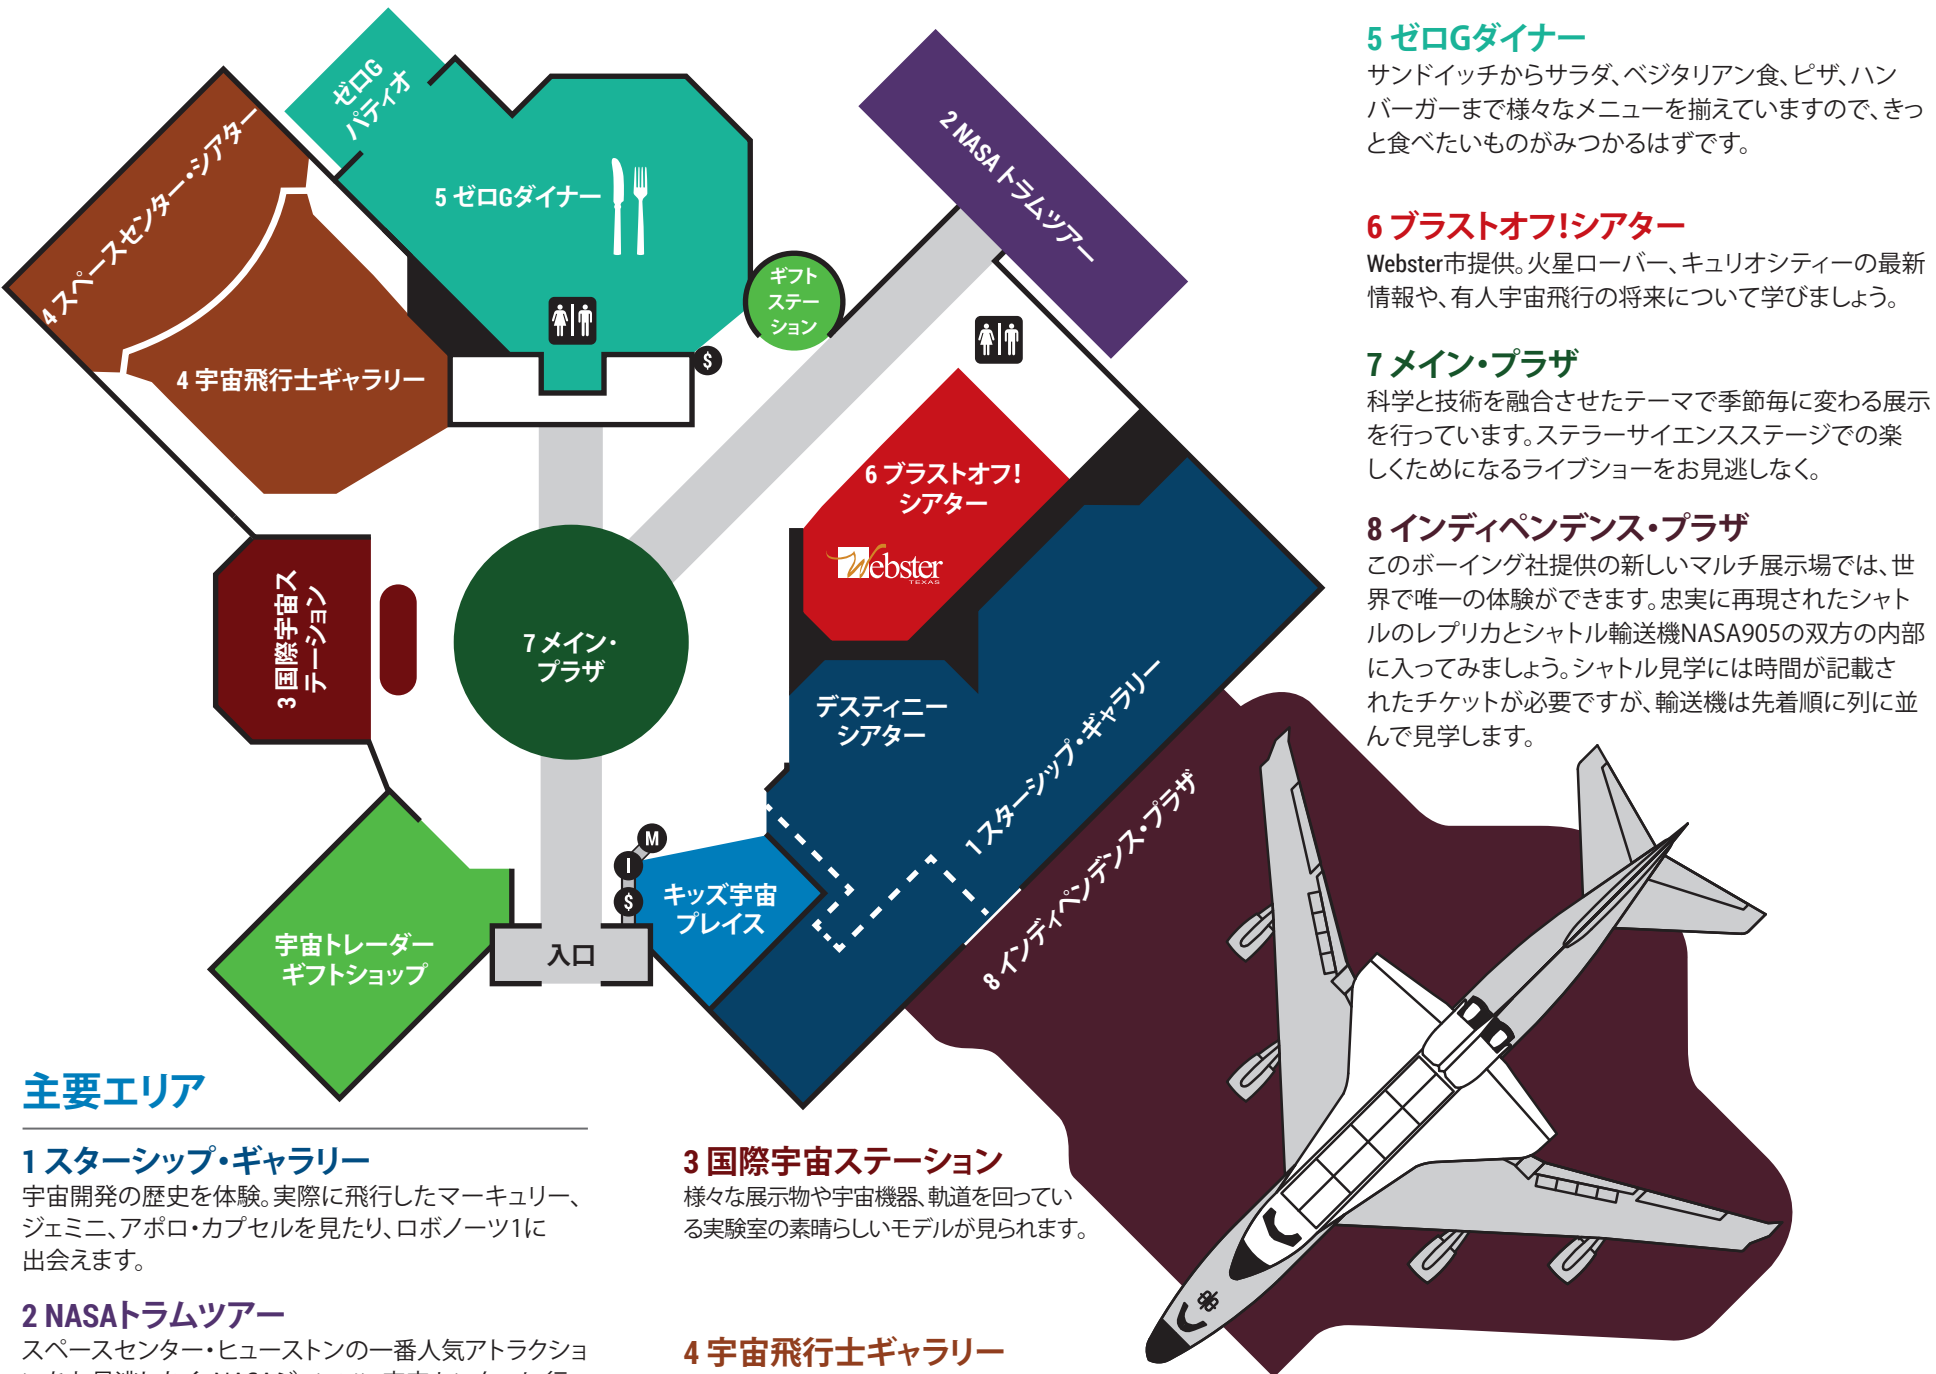 ゼロG
パティオ
5 ゼロGダイナー
2 NASA トラムツアー
4 スペースセンター・シアター
ギフト
ステー
ション
$
4 宇宙飛行士ギャラリー
6 ブラストオフ!
シアター
Webster
TEXAS
3 国際宇宙ス
テーション
7 メイン・
プラザ
デスティニー
シアター
1 スターシップ・ギャラリー
8 インディペンデンス・プラザ
M
I
$
キッズ宇宙
プレイス
宇宙トレーダー
ギフトショップ
入口
主要エリア
1 スターシップ・ギャラリー
宇宙開発の歴史を体験。実際に飛行したマーキュリー、
ジェミニ、アポロ・カプセルを見たり、ロボノーツ1に
出会えます。
2 NASAトラムツアー
スペースセンター・ヒューストンの一番人気アトラクショ
3 国際宇宙ステーション
様々な展示物や宇宙機器、軌道を回ってい
る実験室の素晴らしいモデルが見られます。
4 宇宙飛行士ギャラリー
5 ゼロGダイナー
サンドイッチからサラダ、ベジタリアン食、ピザ、ハン
バーガーまで様々なメニューを揃えていますので、きっ
と食べたいものがみつかるはずです。
6 ブラストオフ!シアター
Webster市提供。火星ローバー、キュリオシティーの最新
情報や、有人宇宙飛行の将来について学びましょう。
7 メイン・プラザ
科学と技術を融合させたテーマで季節毎に変わる展示
を行っています。ステラーサイエンスステージでの楽
しくためになるライブショーをお見逃しなく。
8 インディペンデンス・プラザ
このボーイング社提供の新しいマルチ展示場では、世
界で唯一の体験ができます。忠実に再現されたシャト
ルのレプリカとシャトル輸送機NASA905の双方の内部
に入ってみましょう。シャトル見学には時間が記載さ
れたチケットが必要ですが、輸送機は先着順に列に並
んで見学します。